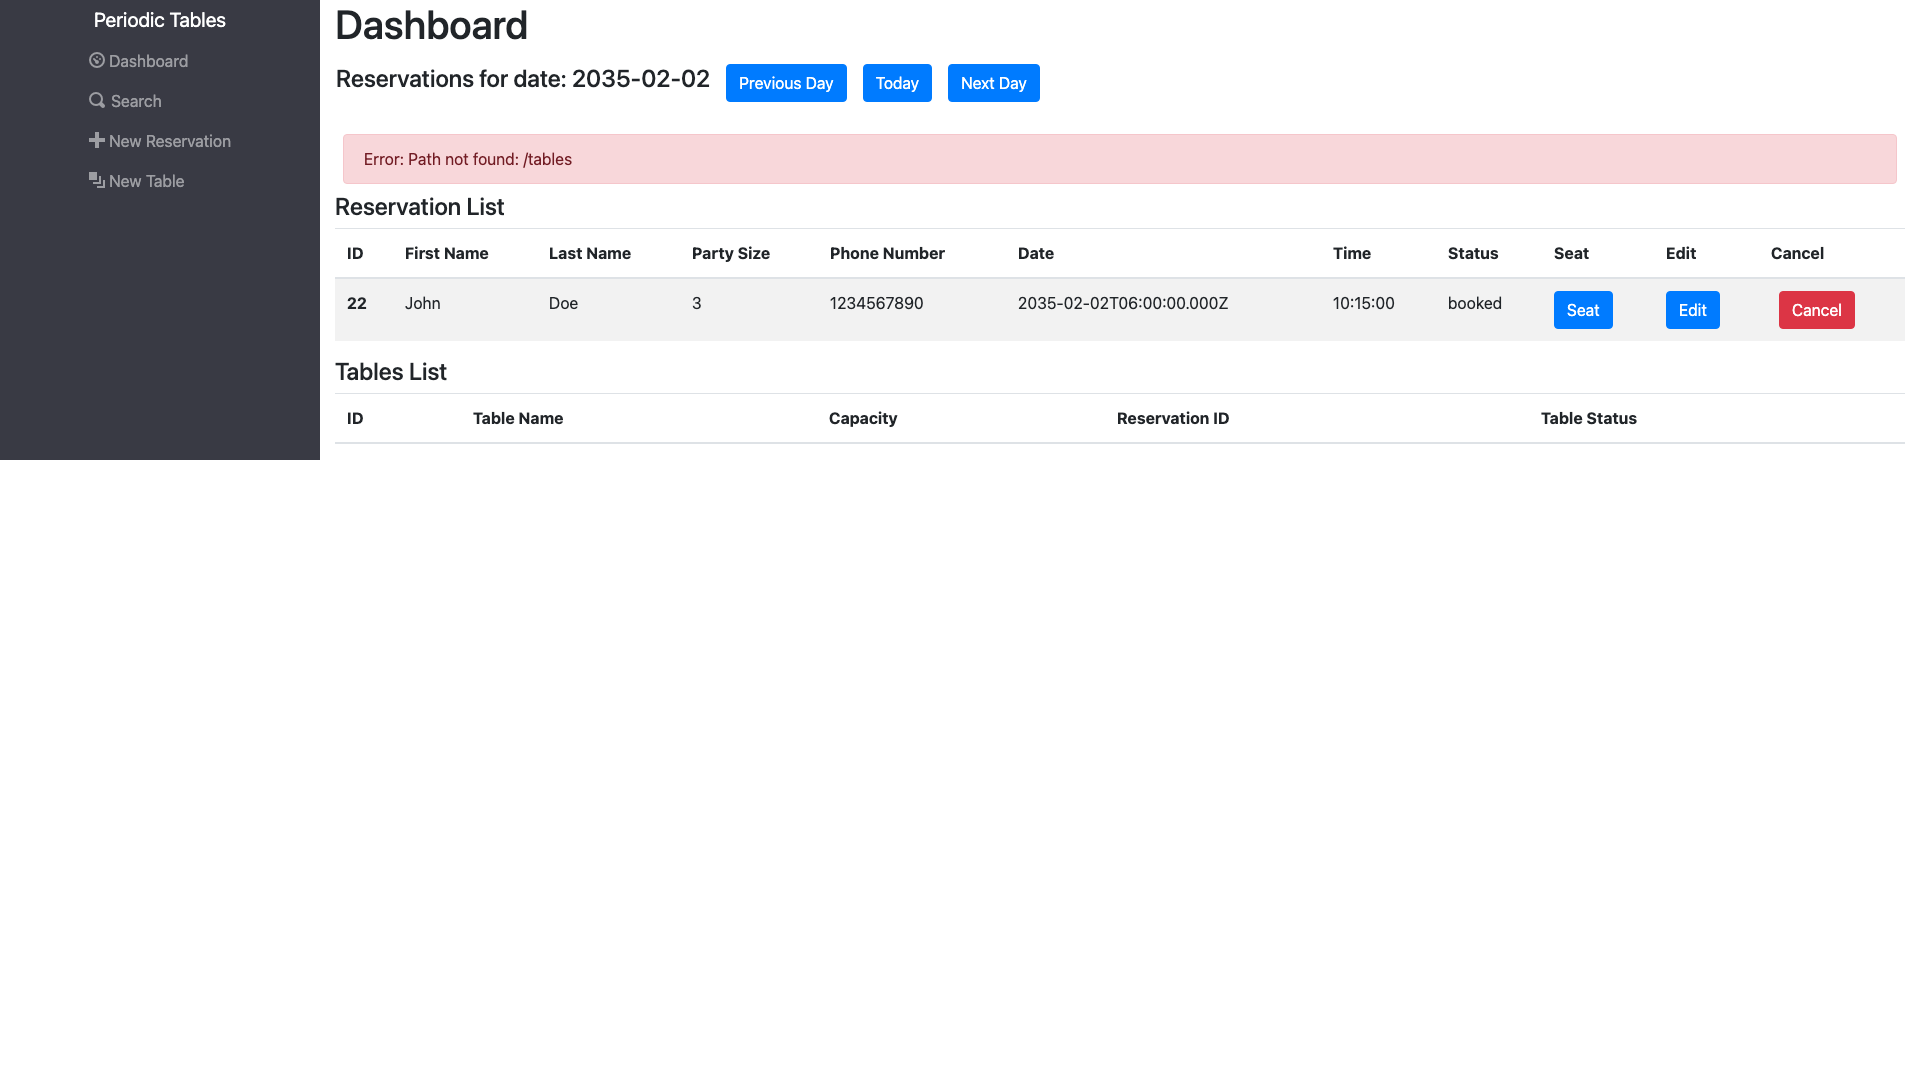 Periodic Tables
Dashboard
Search
New Reservation
New Table
Dashboard
Reservations for date: 2035-02-02 Previous Day Today Next Day
Error: Path not found: /tables
Reservation List
ID First Name Last Name Party Size Phone Number Date Time Status Seat Edit Cancel
22 John Doe 3 1234567890 2035-02-02T06:00:00.000Z 10:15:00 booked Seat Edit Cancel
Tables List
ID Table Name Capacity Reservation ID Table Status